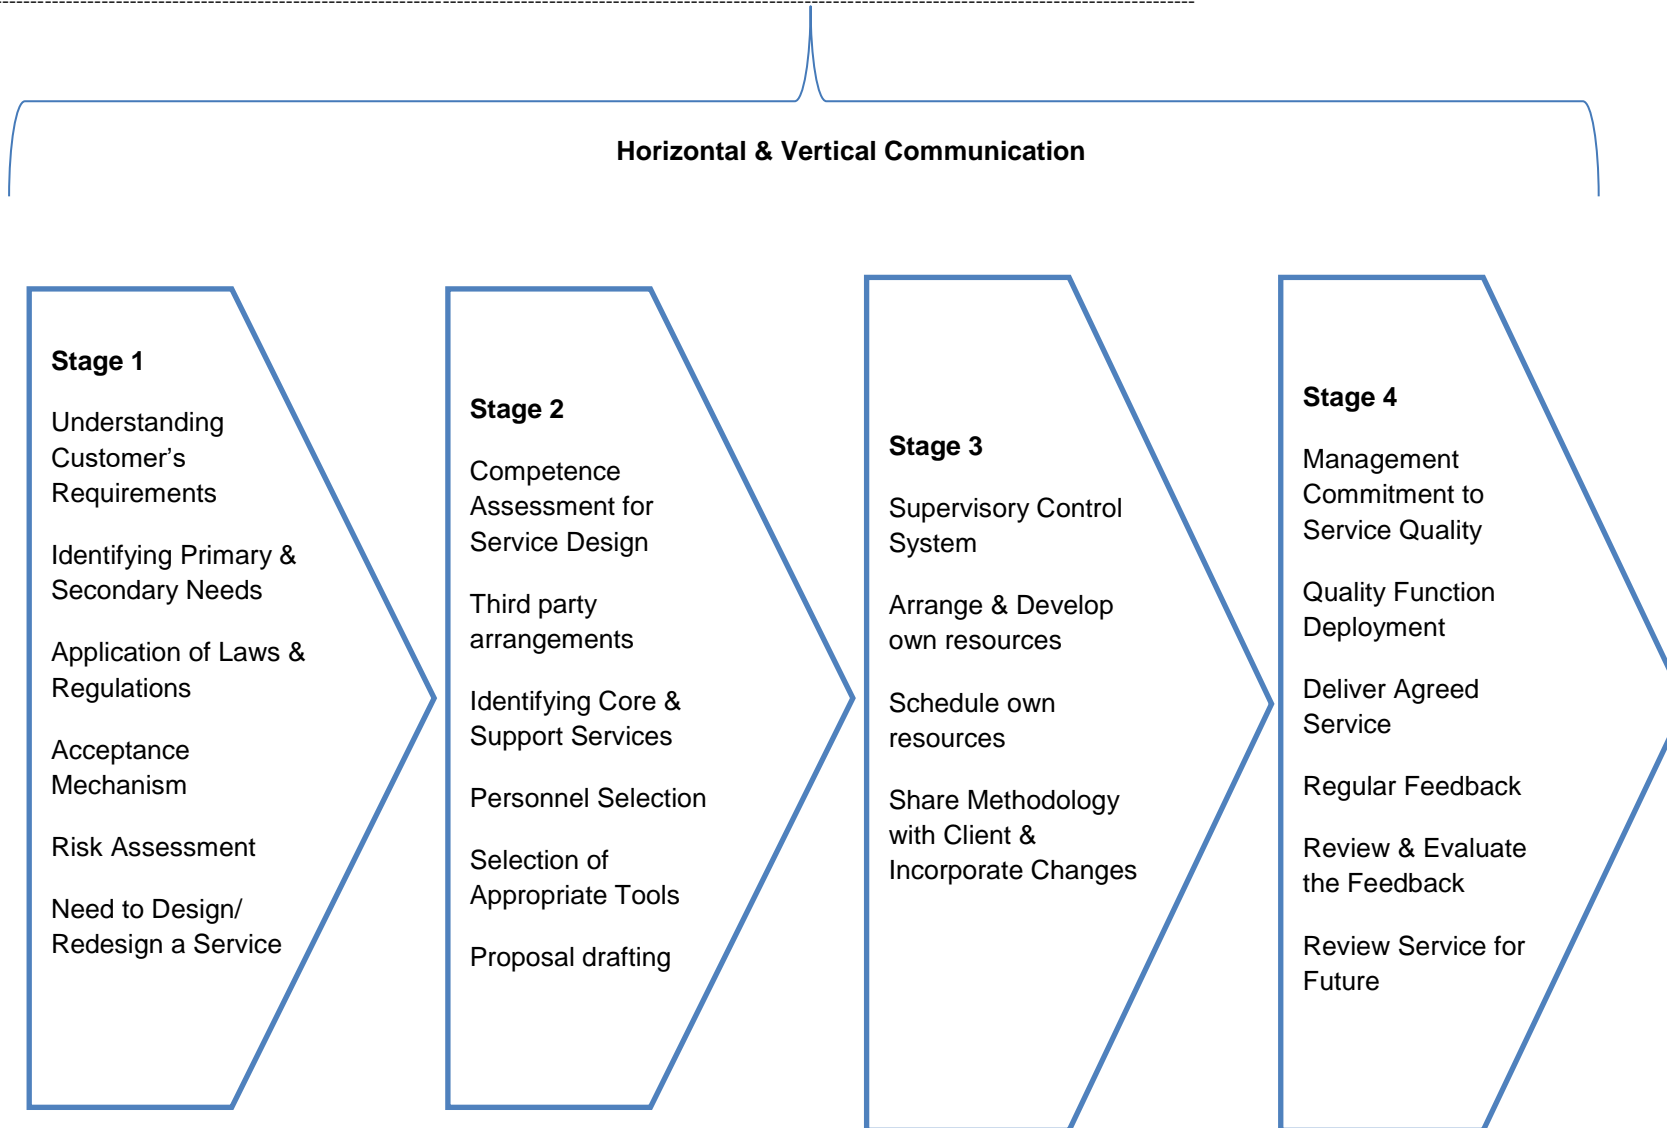 Horizontal & Vertical Communication
Stage 1
Understanding
Customer’s
Requirements
Identifying Primary &
Secondary Needs
Application of Laws &
Regulations
Acceptance
Mechanism
Risk Assessment
Need to Design/
Redesign a Service
Stage 2
Competence
Assessment for
Service Design
Third party
arrangements
Identifying Core &
Support Services
Personnel Selection
Selection of
Appropriate Tools
Proposal drafting
Stage 3
Supervisory Control
System
Arrange & Develop
own resources
Schedule own
resources
Share Methodology
with Client &
Incorporate Changes
Stage 4
Management
Commitment to
Service Quality
Quality Function
Deployment
Deliver Agreed
Service
Regular Feedback
Review & Evaluate
the Feedback
Review Service for
Future